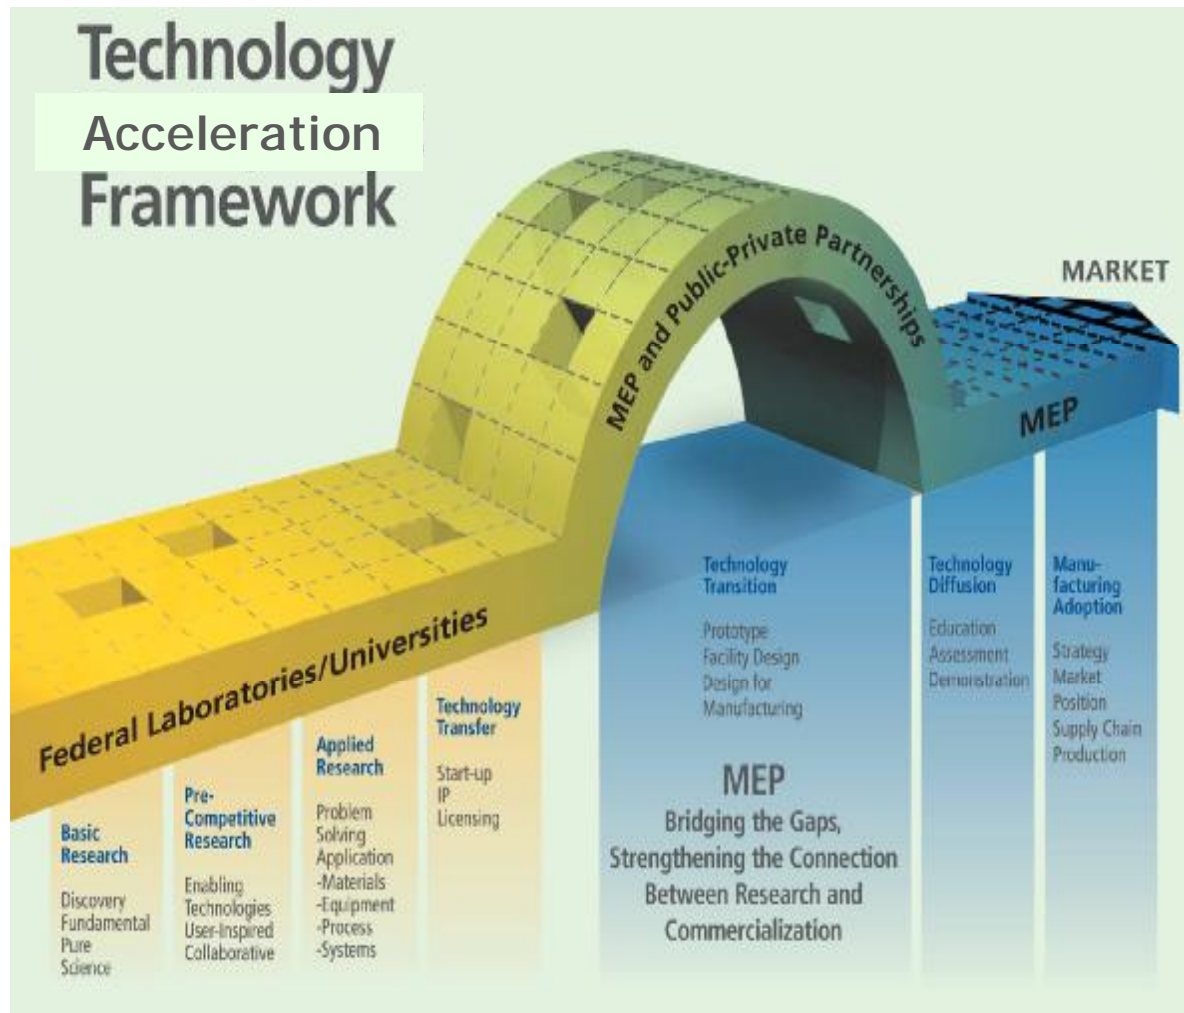 Technology
Acceleration
Framework
MARKET
MEP and Public-Private Partnerships
MEP
Federal Laboratories/Universities
Basic
Research
Discovery
Fundamental
Pure
Science
Pre-
Competitive
Research
Enabling
Technologies
User-Inspired
Collaborative
Applied
Research
Problem
Solving
Application
-Materials
-Equipment
-Process
-Systems
Technology
Transfer
Start-up
IP
Licensing
Technology
Transition
Prototype
Facility Design
Design for
Manufacturing
MEP
Bridging the Gaps,
Strengthening the Connection
Between Research and
Commercialization
Technology
Diffusion
Education
Assessment
Demonstration
Manu-
facturing
Adoption
Strategy
Market
Position
Supply Chain
Production